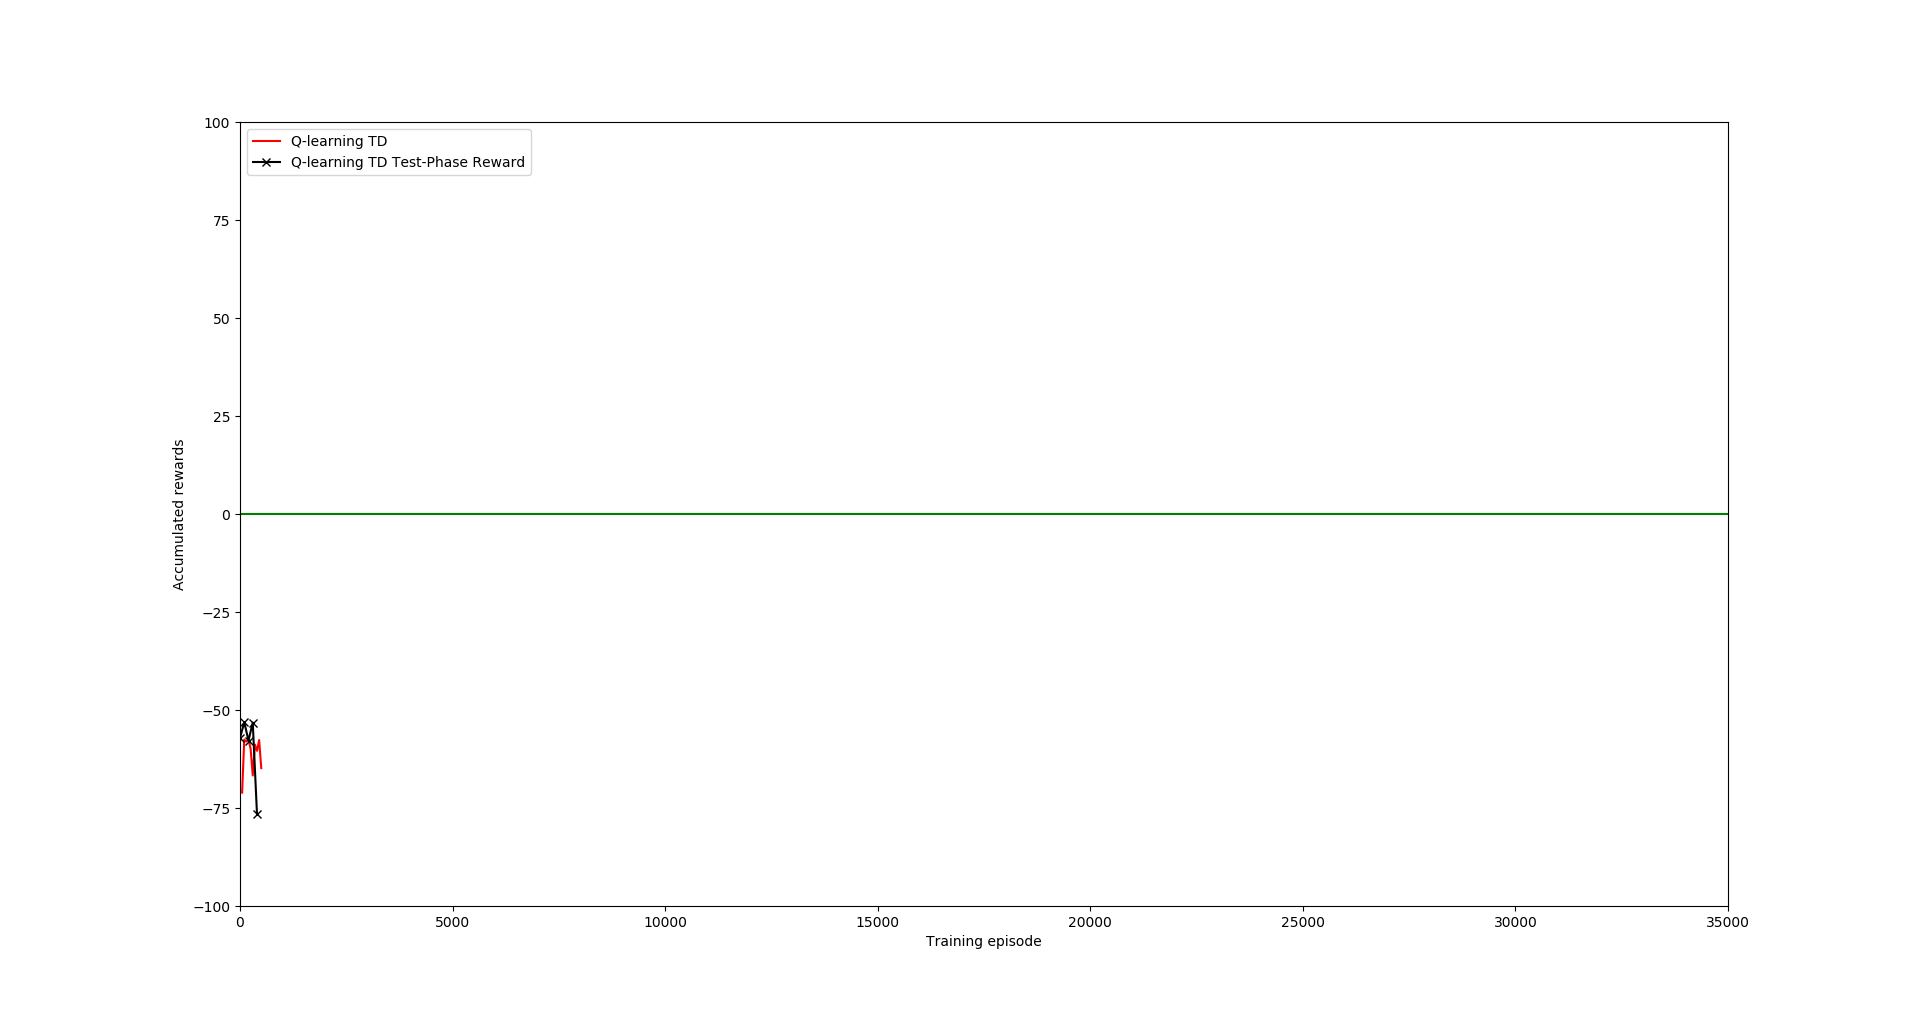 Q-learning TD
Q-learning TD Test-Phase Reward
100
75
50
25
0
−25
−50
−75
−100
Accumulated rewards
0 5000 10000 15000 20000 25000 30000 35000
Training episode